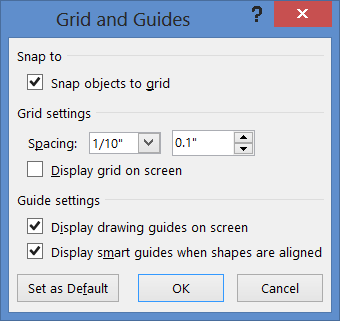 Grid and Guides
?
Snap to
Snap objects to grid
Grid settings
Spacing: 1/10" 0.1"
Display grid on screen
Guide settings
Display drawing guides on screen
Display smart guides when shapes are aligned
Set as Default OK Cancel